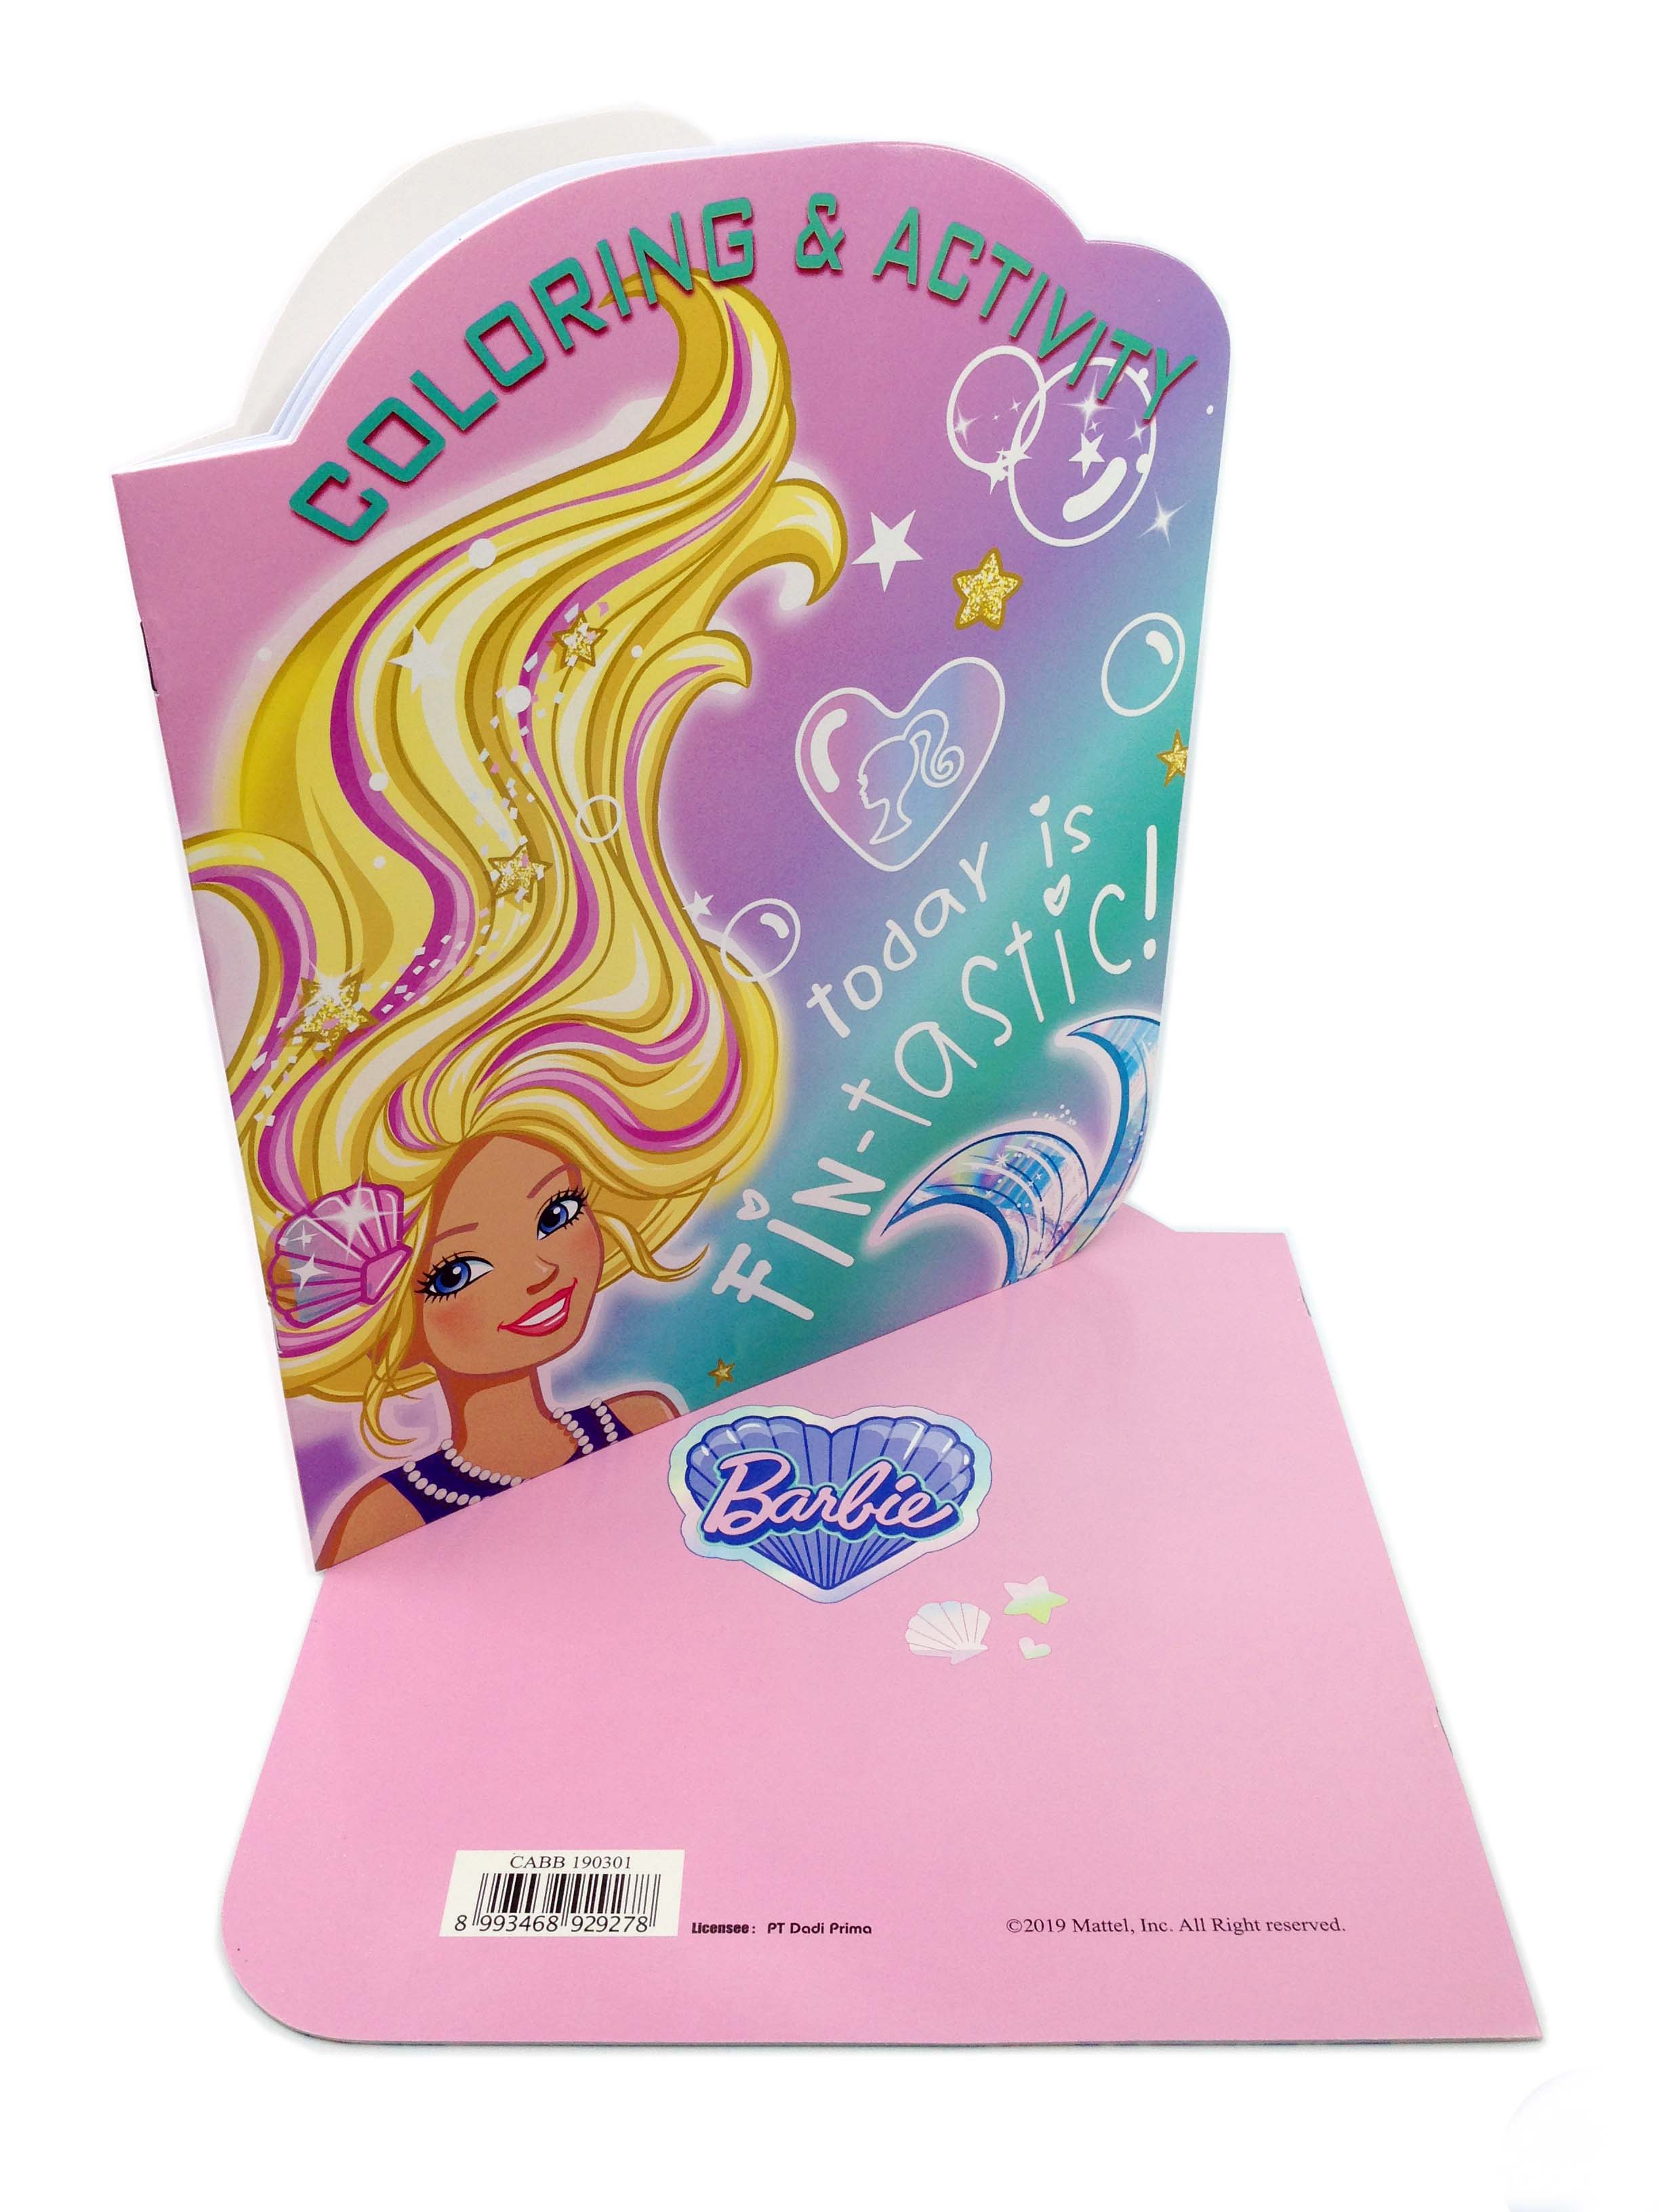 COLORING & ACTIVITY
today is
FIN-tastic!
Barbie
CABB 190301
8 993468 929278
Licensee : PT Dadi Prima
©2019 Mattel, Inc. All Right reserved.